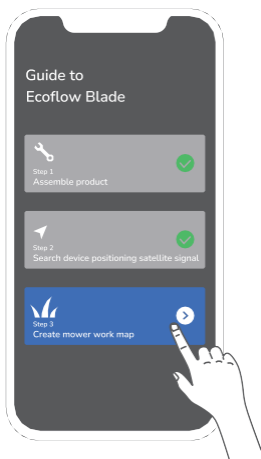 Guide to
Ecoflow Blade
Step 1
Assemble product
Step 2
Search device positioning satellite signal
Step 3
Create mower work map